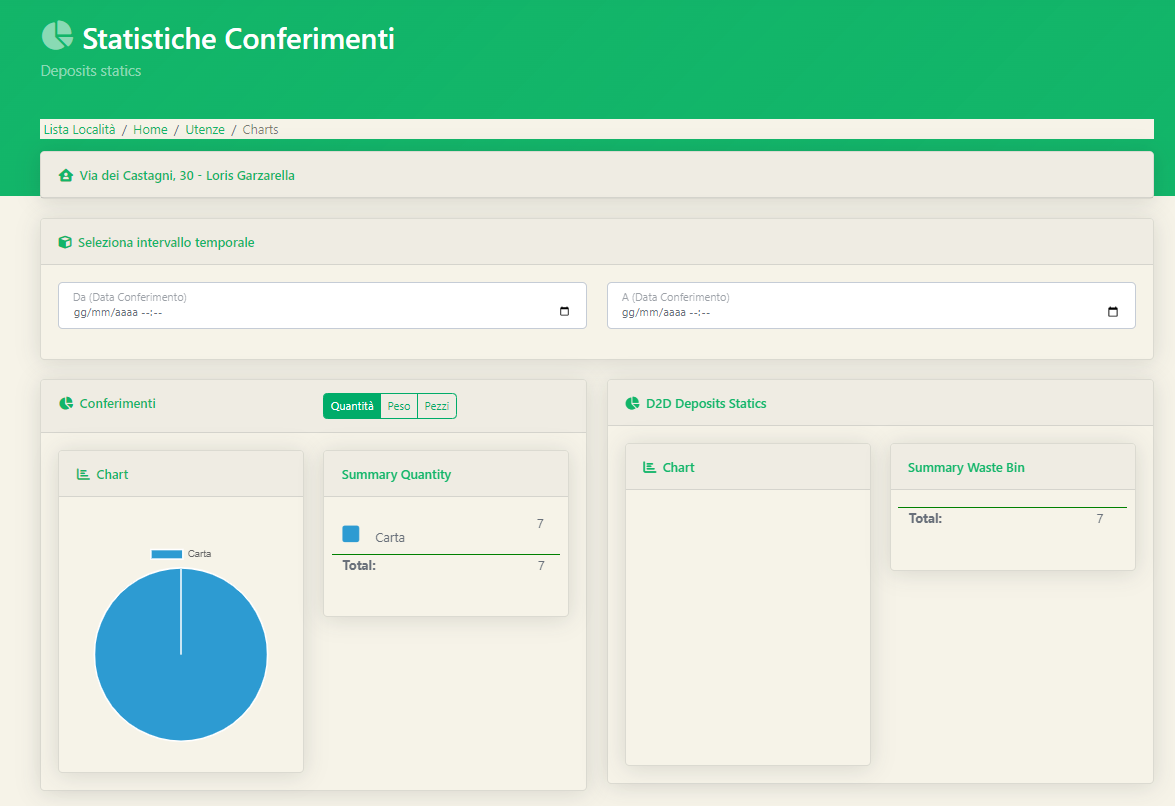 Statistiche Conferimenti
Deposits statics
Lista Località / Home / Utenze / Charts
Via dei Castagni, 30 - Loris Garzarella
Seleziona intervallo temporale
Da (Data Conferimento)
gg/mm/aaaa --:--
A (Data Conferimento)
gg/mm/aaaa --:--
Conferimenti
Quantità Peso Pezzi
Chart
Carta
Summary Quantity
7
Carta
Total: 7
D2D Deposits Statics
Chart
Summary Waste Bin
Total: 7